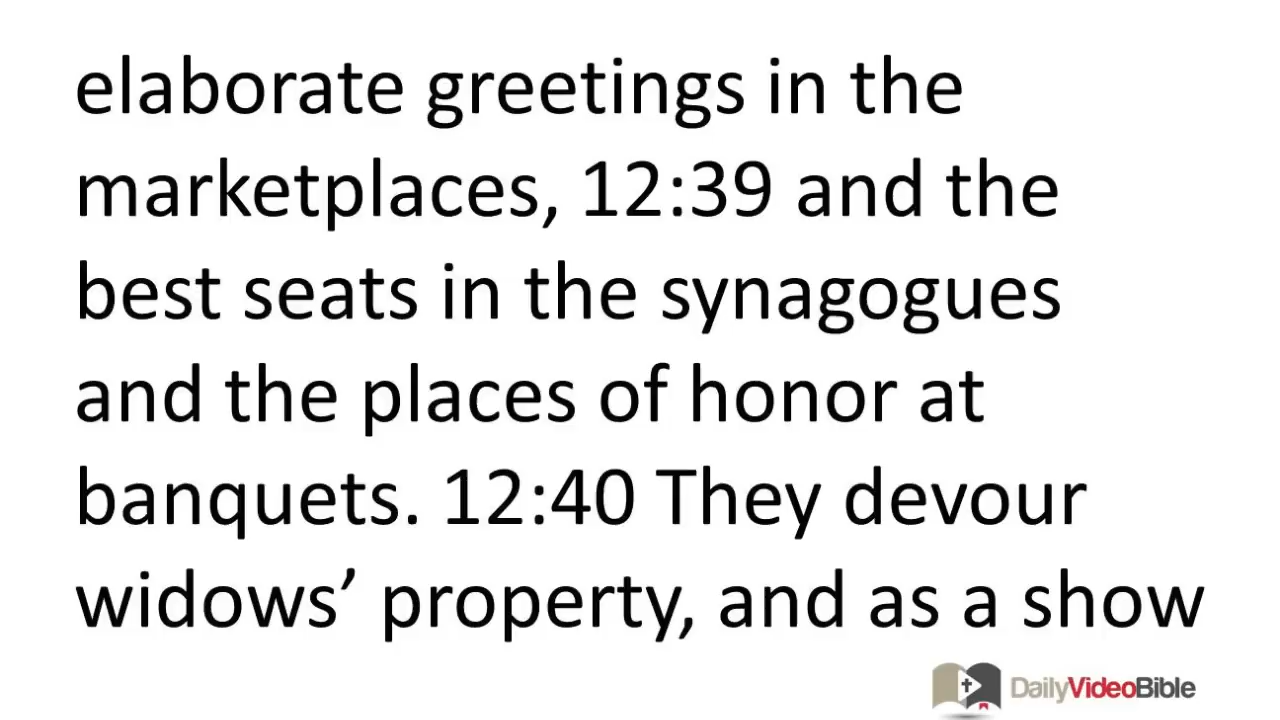 elaborate greetings in the
marketplaces, 12:39 and the
best seats in the synagogues
and the places of honor at
banquets. 12:40 They devour
widows’ property, and as a show
DailyVideoBible